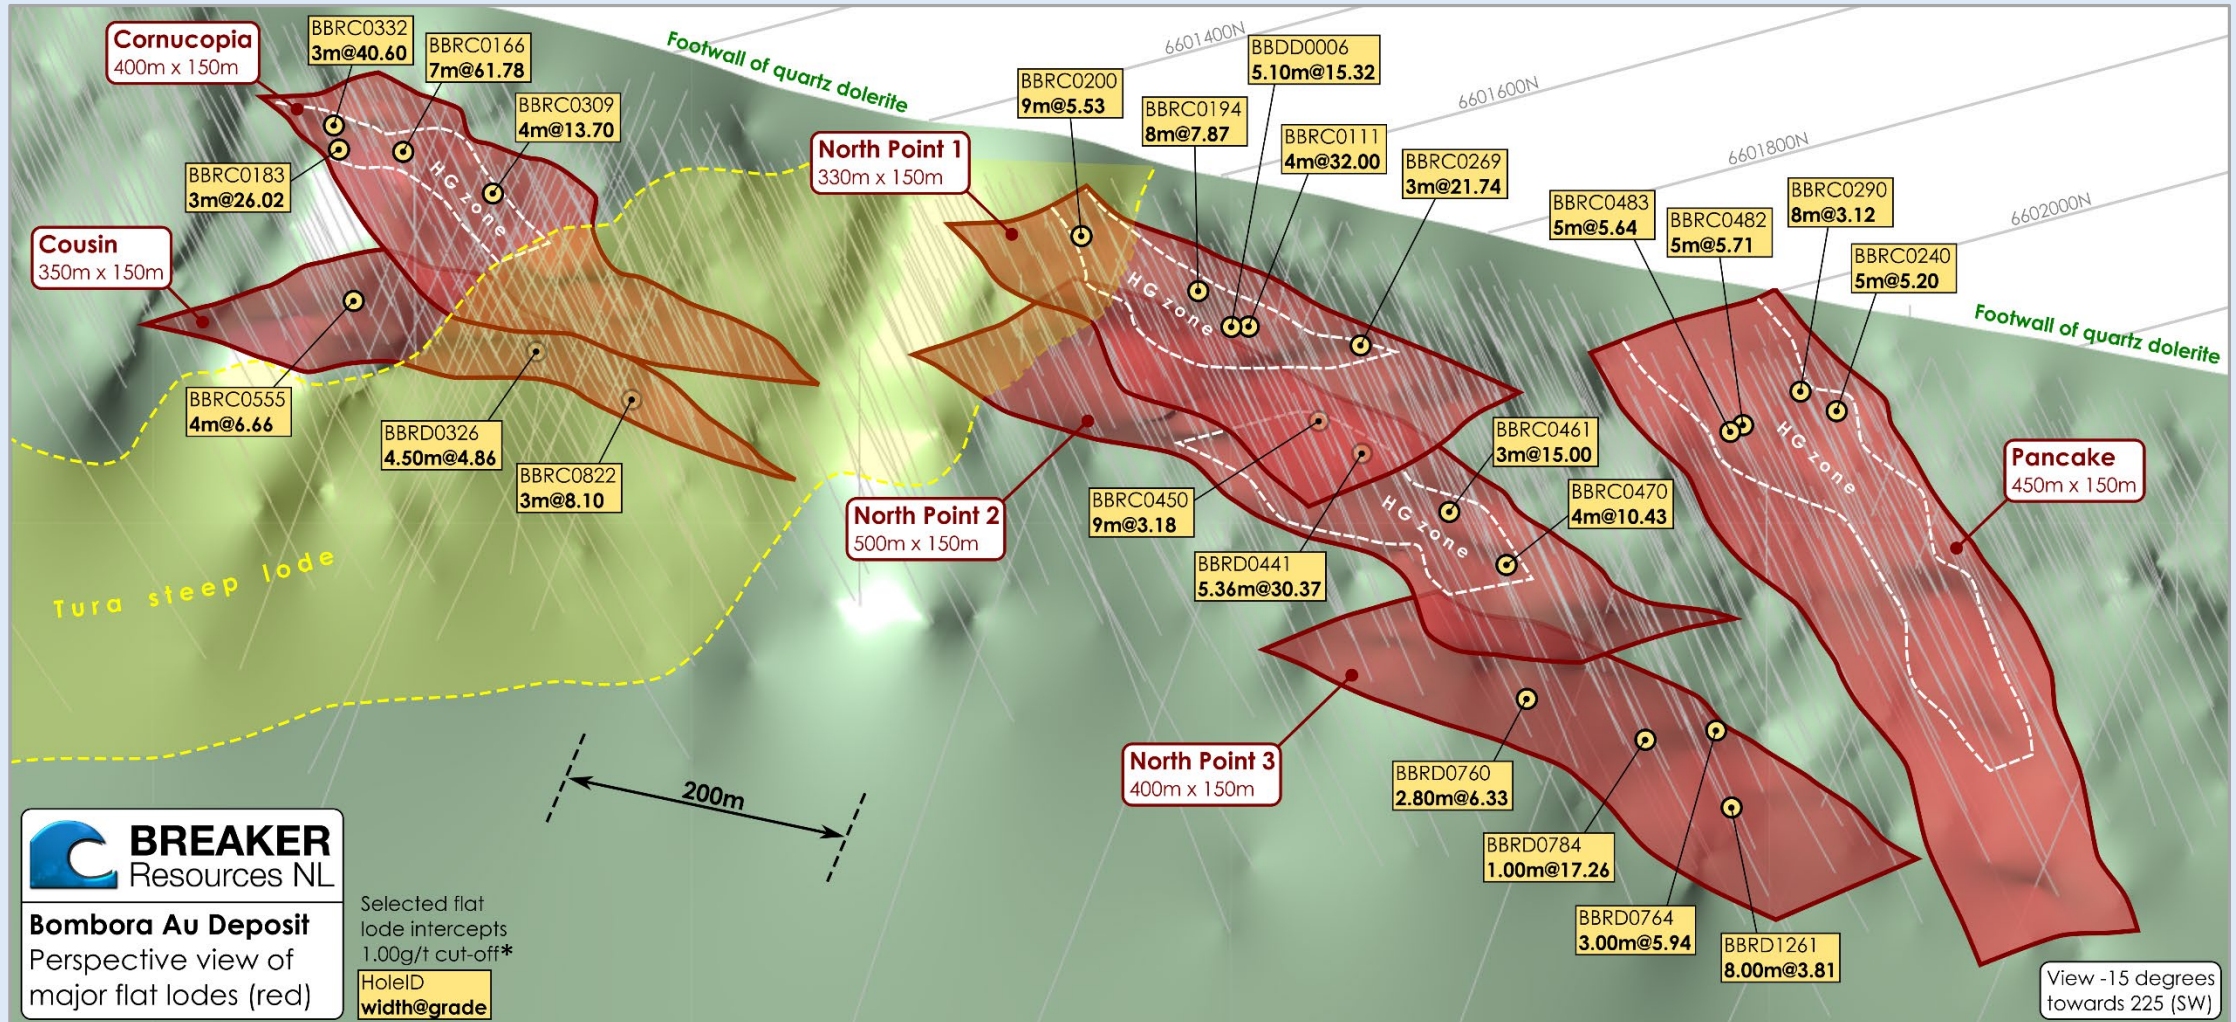 Cornucopia
400m x 150m
BBRC0332
3m@40.60
BBRC0166
7m@61.78
BBRC0309
4m@13.70
BBRC0183
3m@26.02
HG zone
Cousin
350m x 150m
BBRC0555
4m@6.66
BBRD0326
4.50m@4.86
BBRC0822
3m@8.10
Tura steep lode
Footwall of quartz dolerite
6601400N
6601600N
6601800N
6602000N
North Point 1
330m x 150m
BBRC0200
9m@5.53
BBRC0194
8m@7.87
BBDD0006
5.10m@15.32
BBRC0111
4m@32.00
BBRC0269
3m@21.74
HG zone
North Point 2
500m x 150m
BBRC0450
9m@3.18
BBRD0441
5.36m@30.37
BBRC0461
3m@15.00
BBRC0470
4m@10.43
HG zone
North Point 3
400m x 150m
BBRD0760
2.80m@6.33
BBRD0784
1.00m@17.26
BBRD0764
3.00m@5.94
BBRD1261
8.00m@3.81
BBRC0483
5m@5.64
BBRC0482
5m@5.71
BBRC0290
8m@3.12
BBRC0240
5m@5.20
HG zone
Footwall of quartz dolerite
Pancake
450m x 150m
200m
BREAKER
Resources NL
Bombora Au Deposit
Perspective view of
major flat lodes (red)
Selected flat
lode intercepts
1.00g/t cut-off*
HoleID
width@grade
View -15 degrees
towards 225 (SW)